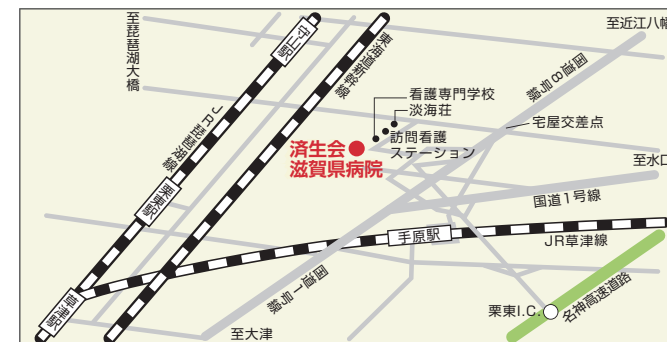 至琵琶湖大橋
守山駅
東海道新幹線
至近江八幡
国道8号線
看護専門学校
淡海荘
宅屋交差点
訪問看護
ステーション
済生会
滋賀県病院
JR琵琶湖線
至水口
栗東駅
国道1号線
手原駅
JR草津線
国道1号線
草津駅
栗東I.C.
名神高速道路
至大津